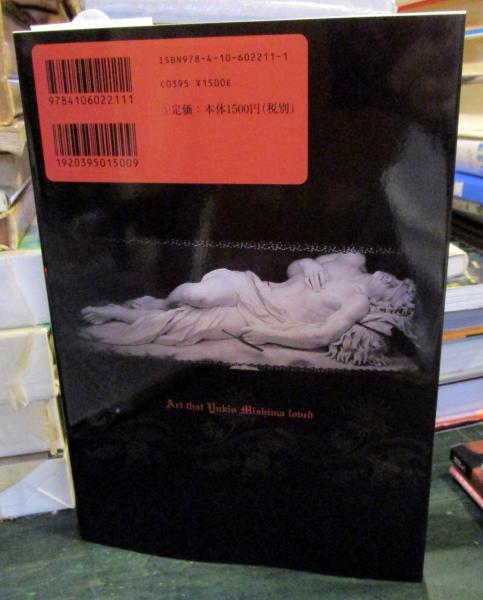 ISBN978-4-10-602211-1
C0395 ¥1500E
定価：本体1500円(税別)
9784106022111
1920395015009
Art that Yukio Mishima loved